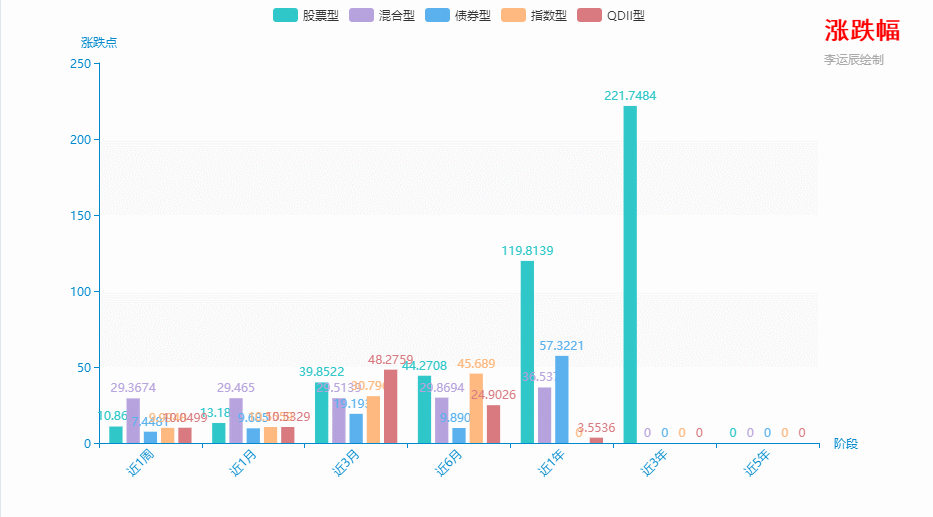 股票型 混合型 债券型 指数型 QDII型
涨跌幅
李运辰绘制
涨跌点
250
200
150
100
50
0
221.7484
119.8139
57.3221
48.2759
45.689
44.2708
39.8522
29.3674
29.465
29.5139
29.8694
24.9026
3.5536
7.4481
10.0499
10.5329
0
0 0 0 0
0 0 0 0 0
近1周 近1月 近3月 近6月 近1年 近3年 近5年
阶段